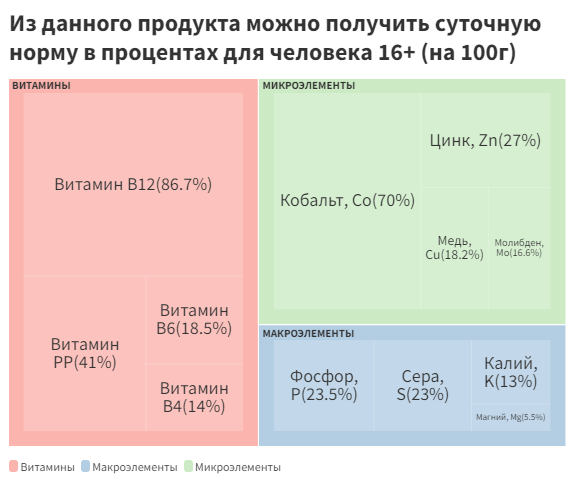 Из данного продукта можно получить суточную
норму в процентах для человека 16+ (на 100г)
ВИТАМИНЫ
Витамин B12(86.7%)
Витамин
PP(41%)
Витамин
B6(18.5%)
Витамин
B4(14%)
МИКРОЭЛЕМЕНТЫ
Кобальт, Co(70%)
Цинк, Zn(27%)
Медь,
Cu(18.2%)
Молибден,
Mo(16.6%)
МАКРОЭЛЕМЕНТЫ
Фосфор,
P(23.5%)
Сера,
S(23%)
Калий,
K(13%)
Магний, Mg(5.5%)
Витамины Макроэлементы Микроэлементы